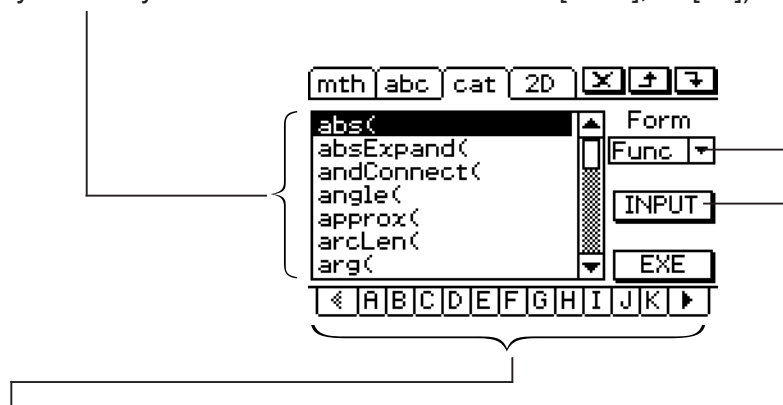 mth abc cat 2D
abs( Form
absExpand( Func
andConnect(
angle( INPUT
approx(
arcLen(
arg( EXE
A B C D E F G H I J K